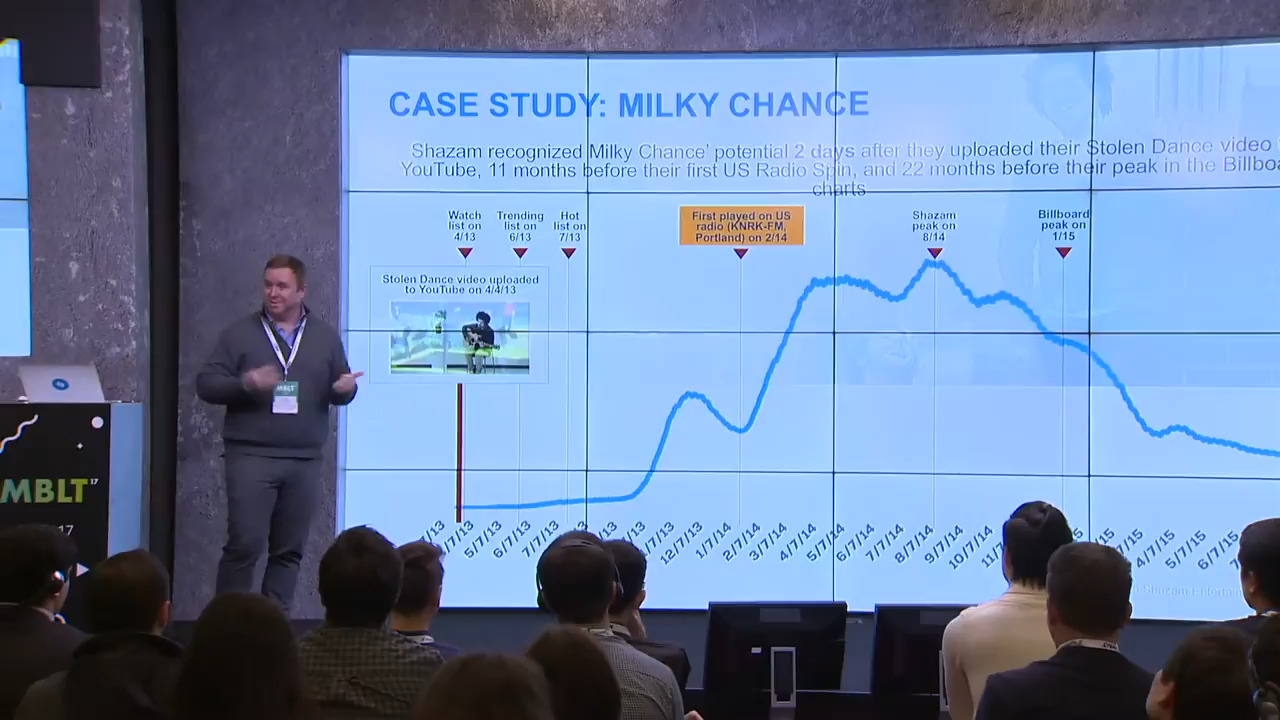 CASE STUDY: MILKY CHANCE
Shazam recognized Milky Chance' potential 2 days after they uploaded their Stolen Dance video
YouTube, 11 months before their first US Radio Spin, and 22 months before their peak in the
charts
Watch
list on
4/13
Trending
list on
6/13
Hot
list on
7/13
First played on US
radio (KNRK-FM,
Portland) on 2/14
Shazam
peak on
8/14
Billboard
peak on
1/15
Stolen Dance video uploaded
to YouTube on 4/4/13
5/7/13
6/7/13
7/7/13
12/7/13
1/7/14
2/7/14
3/7/14
4/7/14
5/7/14
6/7/14
7/7/14
8/7/14
9/7/14
10/7/14
4/7/15
5/7/15
6/7/15
Shazam
MBLT
MBLT17
17